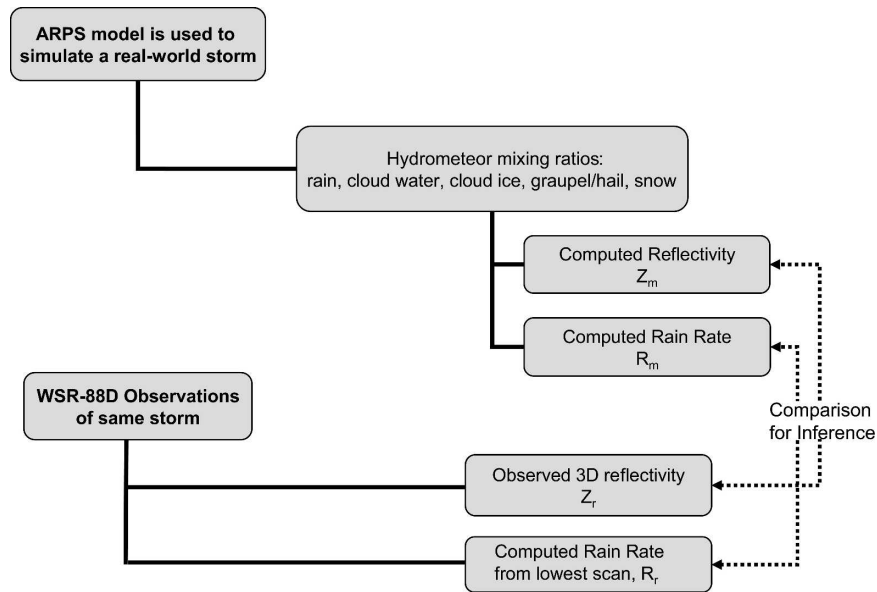 ARPS model is used to
simulate a real-world storm
Hydrometeor mixing ratios:
rain, cloud water, cloud ice, graupel/hail, snow
Computed Reflectivity
Zm
Computed Rain Rate
Rm
WSR-88D Observations
of same storm
Comparison
for Inference
Observed 3D reflectivity
Zr
Computed Rain Rate
from lowest scan, Rr